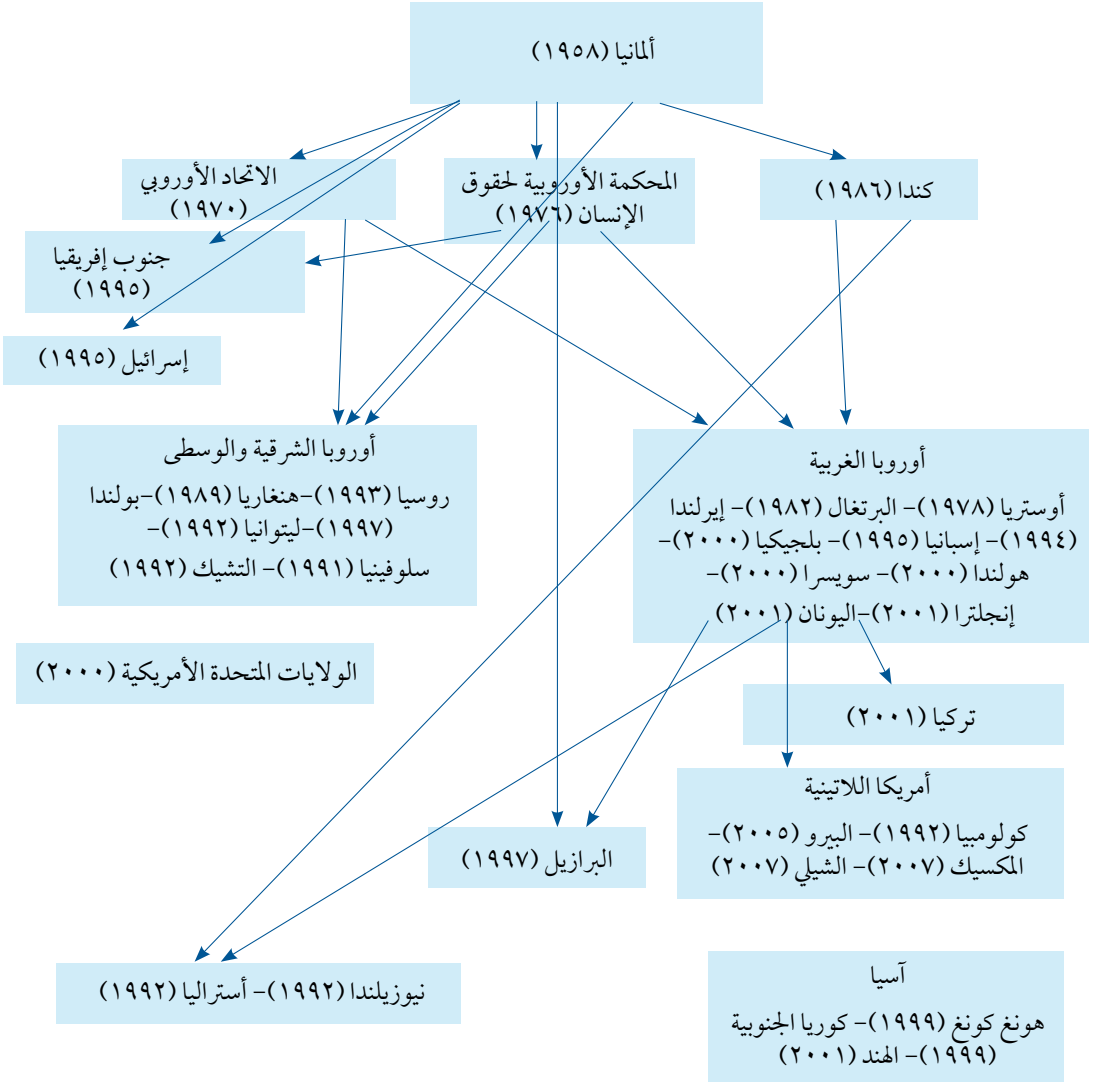 ألمانيا (١٩٥٨)
الاتحاد الأوروبي
(١٩٧٠)
المحكمة الأوروبية لحقوق
الإنسان (١٩٧٦)
كندا (١٩٨٦)
جنوب إفريقيا
(١٩٩٥)
إسرائيل (١٩٩٥)
أوروبا الشرقية والوسطى
روسيا (١٩٩٣)-هنغاريا (١٩٨٩)-بولندا
(١٩٩٧)-ليتوانيا (١٩٩٢)-
سلوفينيا (١٩٩١)- التشيك (١٩٩٢)
أوروبا الغربية
أوستريا (١٩٧٨)- البرتغال (١٩٨٢)- إيرلندا
(١٩٩٤)- إسبانيا (١٩٩٥)- بلجيكيا (٢٠٠٠)-
هولندا (٢٠٠٠)- سويسرا (٢٠٠٠)-
إنجلترا (٢٠٠١)-اليونان (٢٠٠١)
الولايات المتحدة الأمريكية (٢٠٠٠)
تركيا (٢٠٠١)
أمريكا اللاتينية
كولومبيا (١٩٩٢)- البيرو (٢٠٠٥)-
المكسيك (٢٠٠٧)- الشيلي (٢٠٠٧)
البرازيل (١٩٩٧)
نيوزيلندا (١٩٩٢)- أستراليا (١٩٩٢)
آسيا
هونغ كونغ (١٩٩٩)- كوريا الجنوبية
(١٩٩٩)- الهند (٢٠٠١)